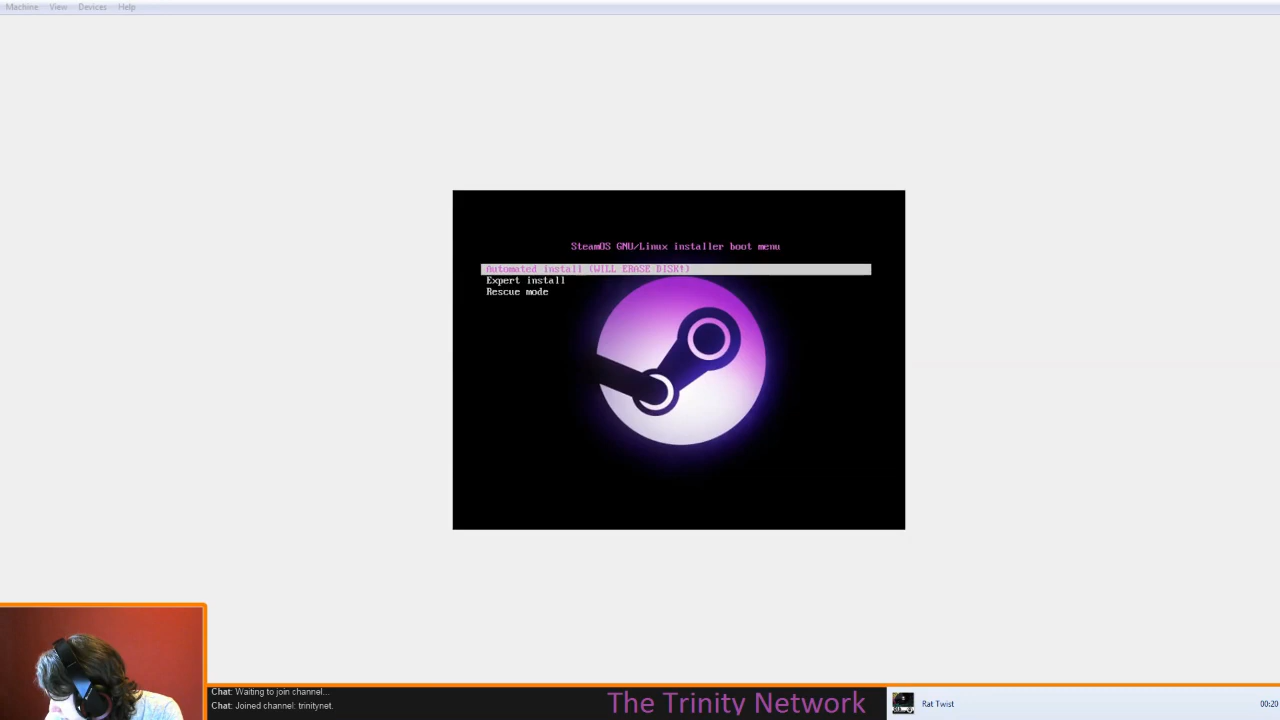 Machine View Devices Help
SteamOS GNU/Linux installer boot menu
Automated install (WILL ERASE DISK!)
Expert install
Rescue mode
Chat: Waiting to join channel...
Chat: Joined channel: trinitynet.
The Trinity Network
Rat Twist
00:20